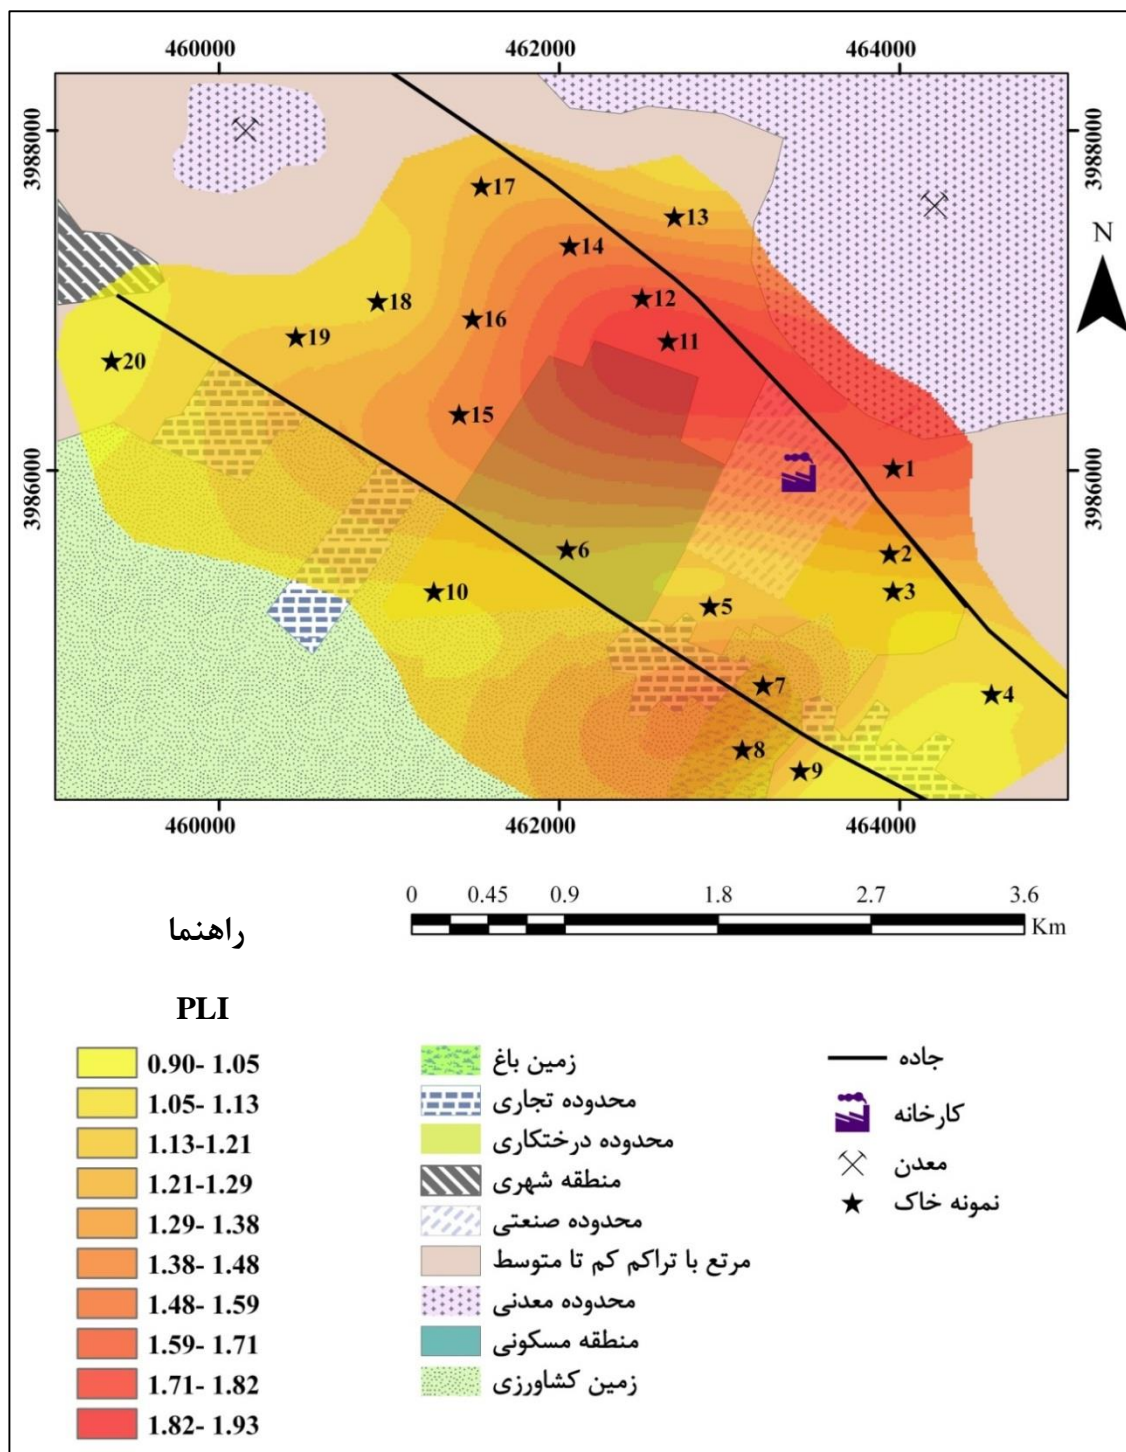 460000 462000 464000
3988000 3988000
N
17
13
14
12
18
16
11
19
20
15
1
3986000 3986000
6
2
10
3
5
7
4
8
9
460000 462000 464000
0 0.45 0.9 1.8 2.7 3.6
Km
راهنما
PLI
0.90- 1.05
1.05- 1.13
1.13-1.21
1.21-1.29
1.29- 1.38
1.38- 1.48
1.48- 1.59
1.59- 1.71
1.71- 1.82
1.82- 1.93
زمین باغ
محدوده تجاری
محدوده درختکاری
منطقه شهری
محدوده صنعتی
مرتع با تراکم کم تا متوسط
محدوده معدنی
منطقه مسکونی
زمین کشاورزی
جاده
کارخانه
معدن
نمونه خاک